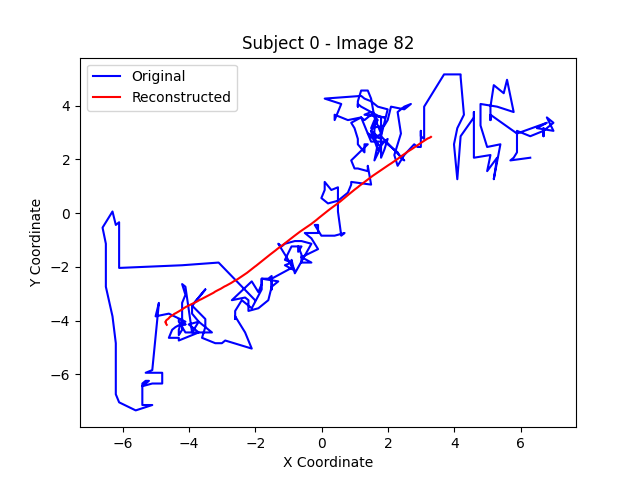 Subject 0 - Image 82
Original
Reconstructed
Y Coordinate
4
2
0
−2
−4
−6
−6 −4 −2 0 2 4 6
X Coordinate